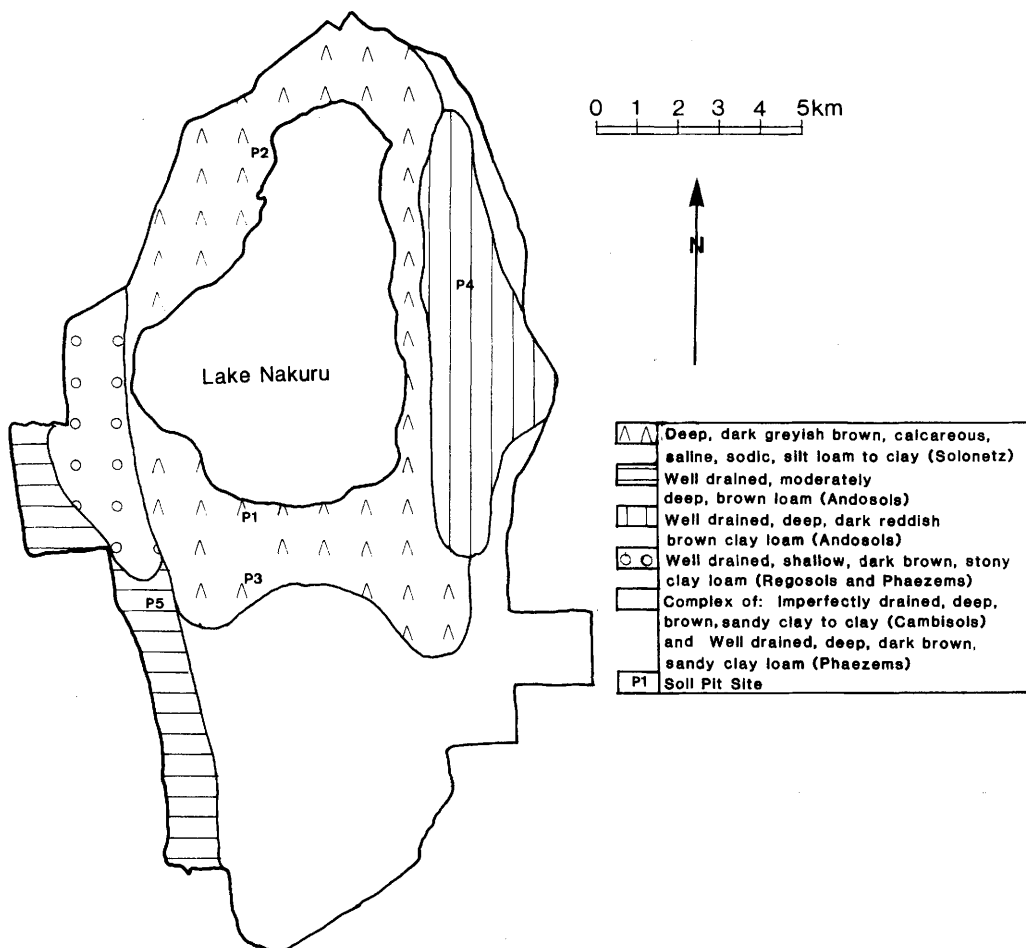 0 1 2 3 4 5km
P2
N
P4
Lake Nakuru
P1
P3
P5
Deep, dark greyish brown, calcareous,
saline, sodic, silt loam to clay (Solonetz)
Well drained, moderately
deep, brown loam (Andosols)
Well drained, deep, dark reddish
brown clay loam (Andosols)
Well drained, shallow, dark brown, stony
clay loam (Regosols and Phaezems)
Complex of: Imperfectly drained, deep,
brown, sandy clay to clay (Cambisols)
and Well drained, deep, dark brown,
sandy clay loam (Phaezems)
P1 Soil Pit Site